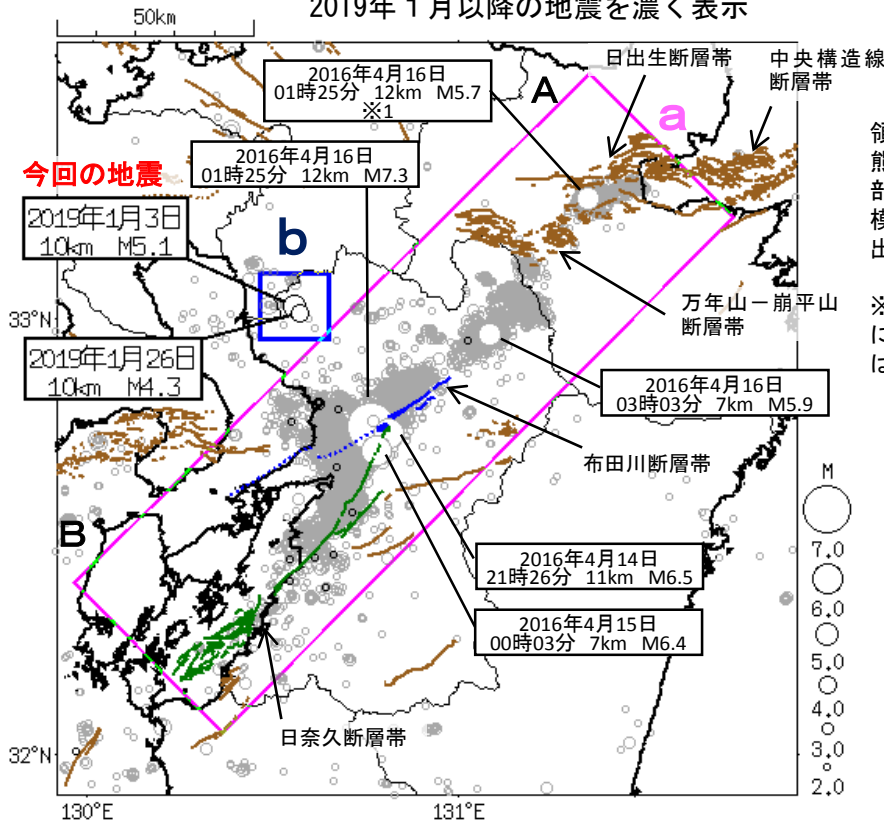 2019年１月以降の地震を濃く表示
50km
日出生断層帯
中央構造線
断層帯
2016年4月16日
01時25分 12km M5.7
※1
A
a
領
熊
部
模
出
※
に
は
2016年4月16日
01時25分 12km M7.3
今回の地震
2019年1月3日
10km M5.1
b
33°N
万年山－崩平山
断層帯
2019年1月26日
10km M4.3
2016年4月16日
03時03分 7km M5.9
布田川断層帯
M
B
2016年4月14日
21時26分 11km M6.5
7.0
6.0
2016年4月15日
00時03分 7km M6.4
5.0
4.0
3.0
2.0
日奈久断層帯
32°N
130°E
131°E